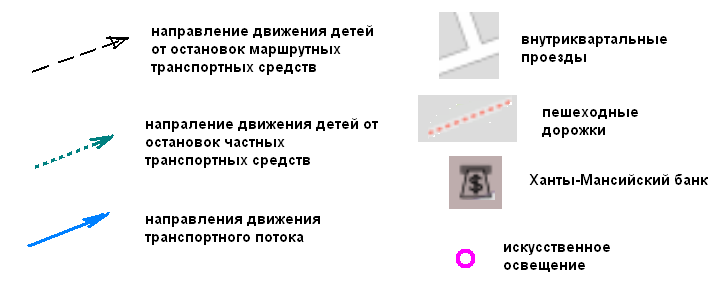 направление движения детей
от остановок маршрутных
транспортных средств
напраление движения детей от
остановок частных
транспортных средств
направления движения
транспортного потока
внутриквартальные
проезды
пешеходные
дорожки
$
Ханты-Мансийский банк
искусственное
освещение